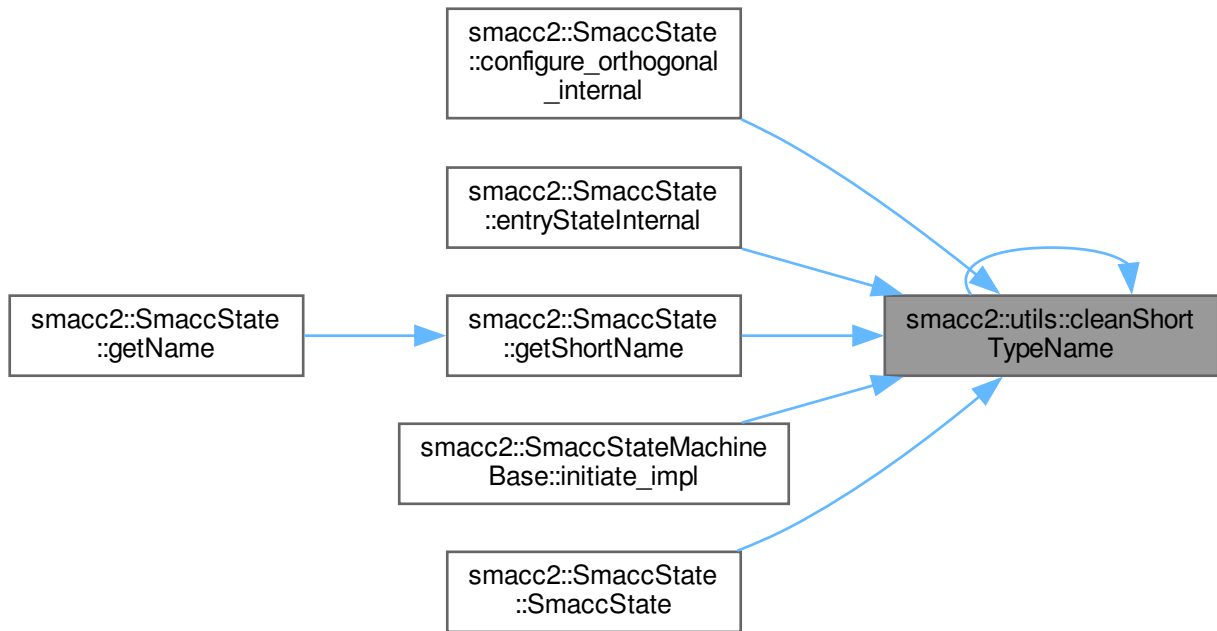 smacc2::SmaccState
::configure_orthogonal
_internal
smacc2::SmaccState
::entryStateInternal
smacc2::SmaccState
::getName
smacc2::SmaccState
::getShortName
smacc2::utils::cleanShort
TypeName
smacc2::SmaccStateMachine
Base::initiate_impl
smacc2::SmaccState
::SmaccState